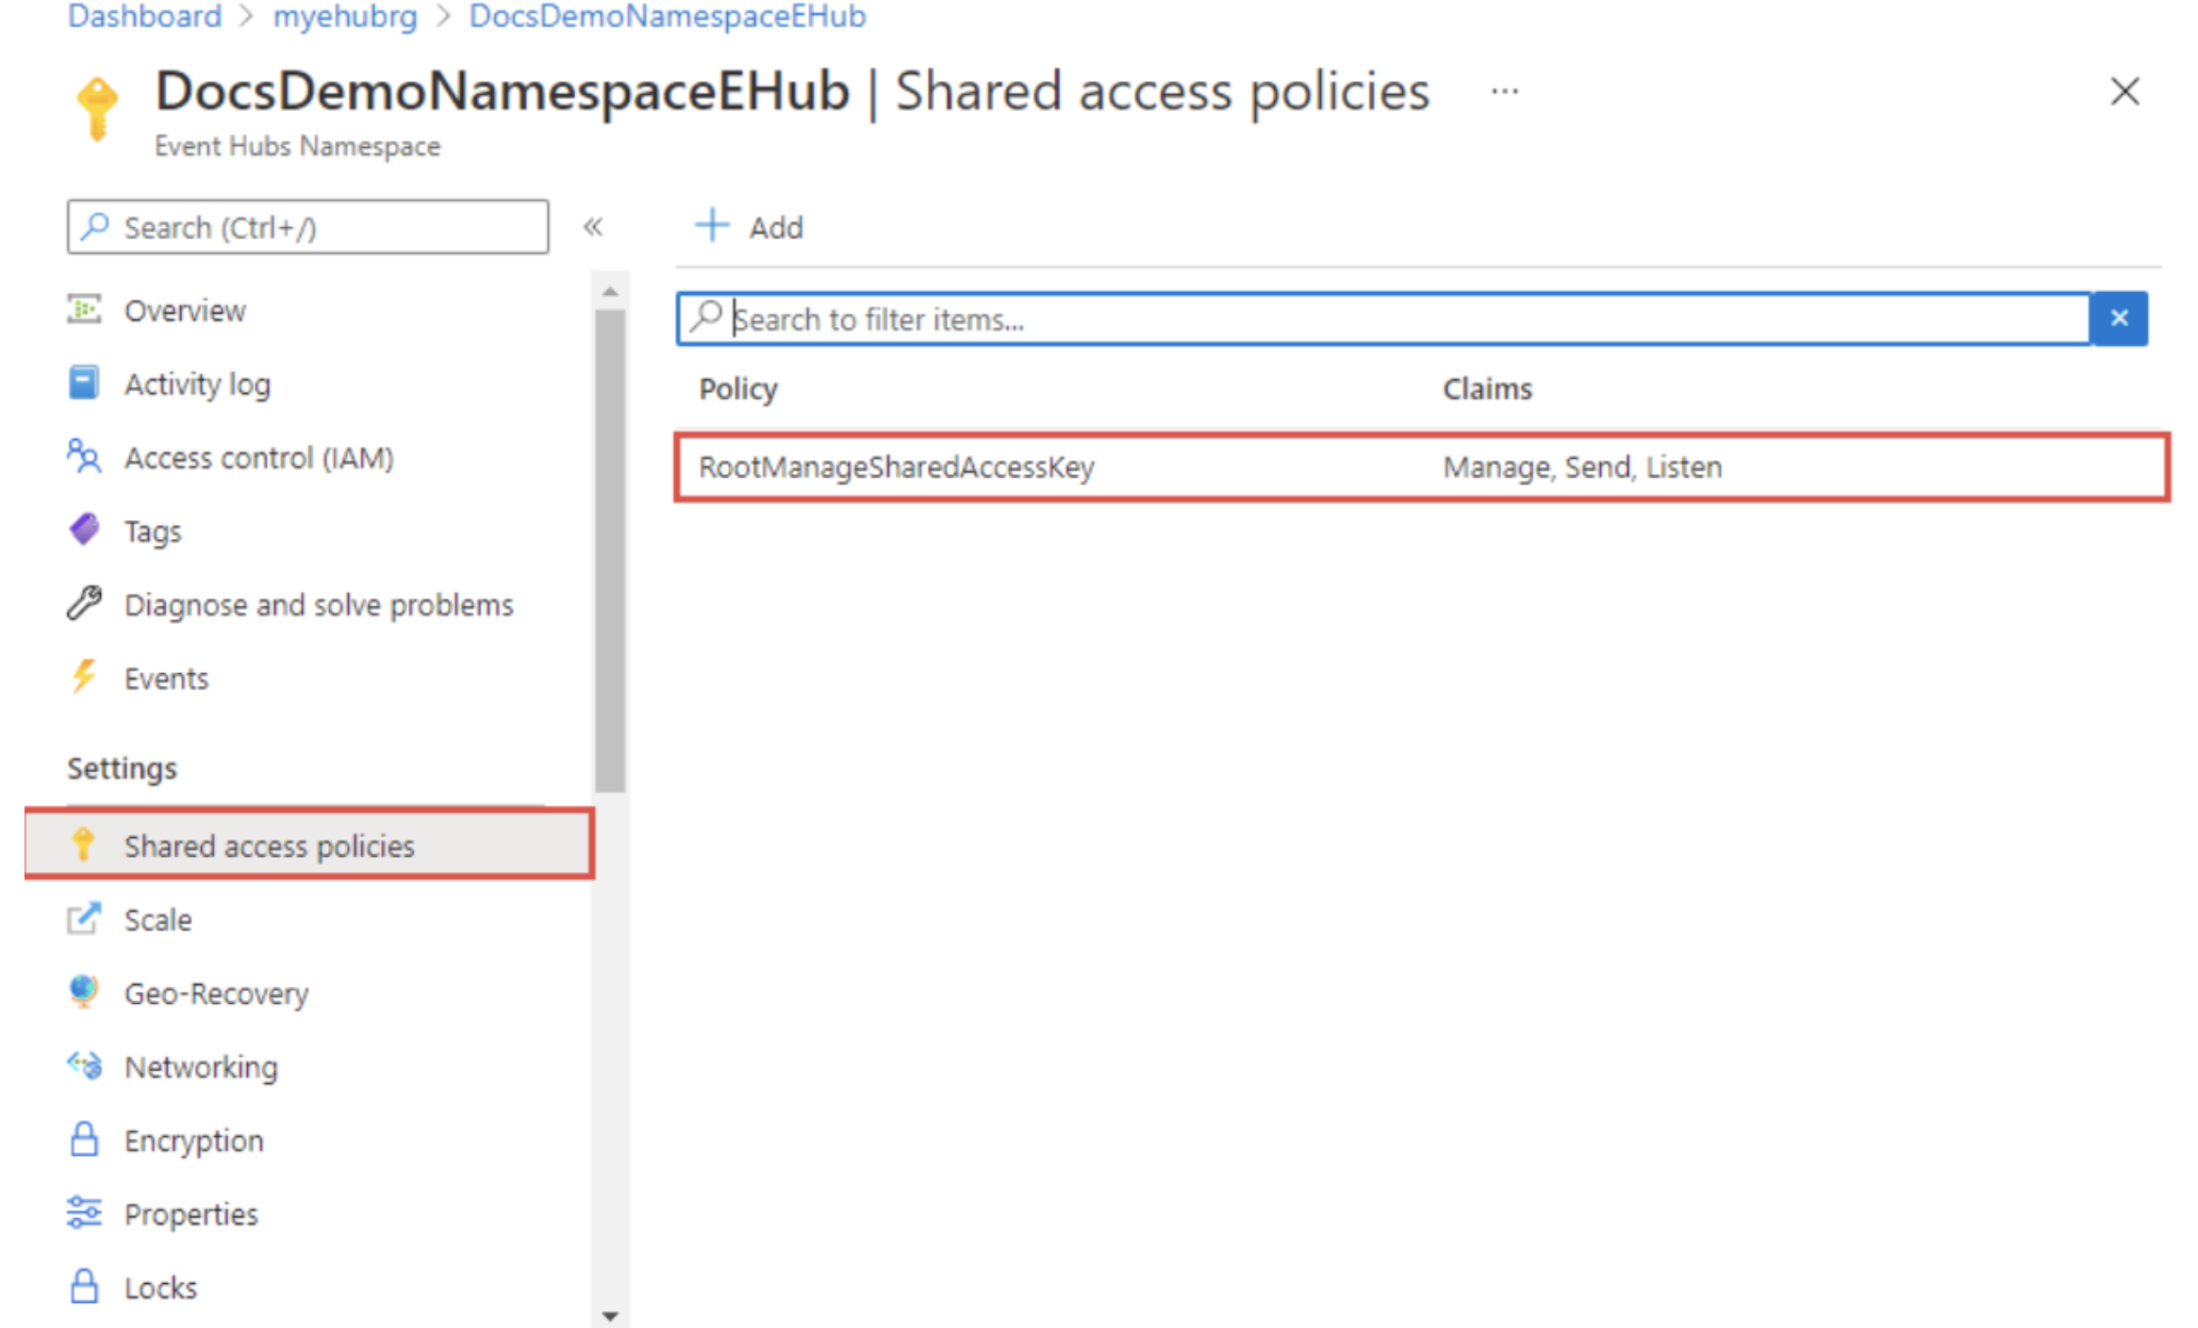 Dashboard > myehubrg > DocsDemoNamespaceEHub
DocsDemoNamespaceEHub | Shared access policies ...
Event Hubs Namespace
Search (Ctrl+/)
«
Overview
Activity log
Access control (IAM)
Tags
Diagnose and solve problems
Events
Settings
Shared access policies
Scale
Geo-Recovery
Networking
Encryption
Properties
Locks
+ Add
Search to filter items...
Policy Claims
RootManageSharedAccessKey Manage, Send, Listen